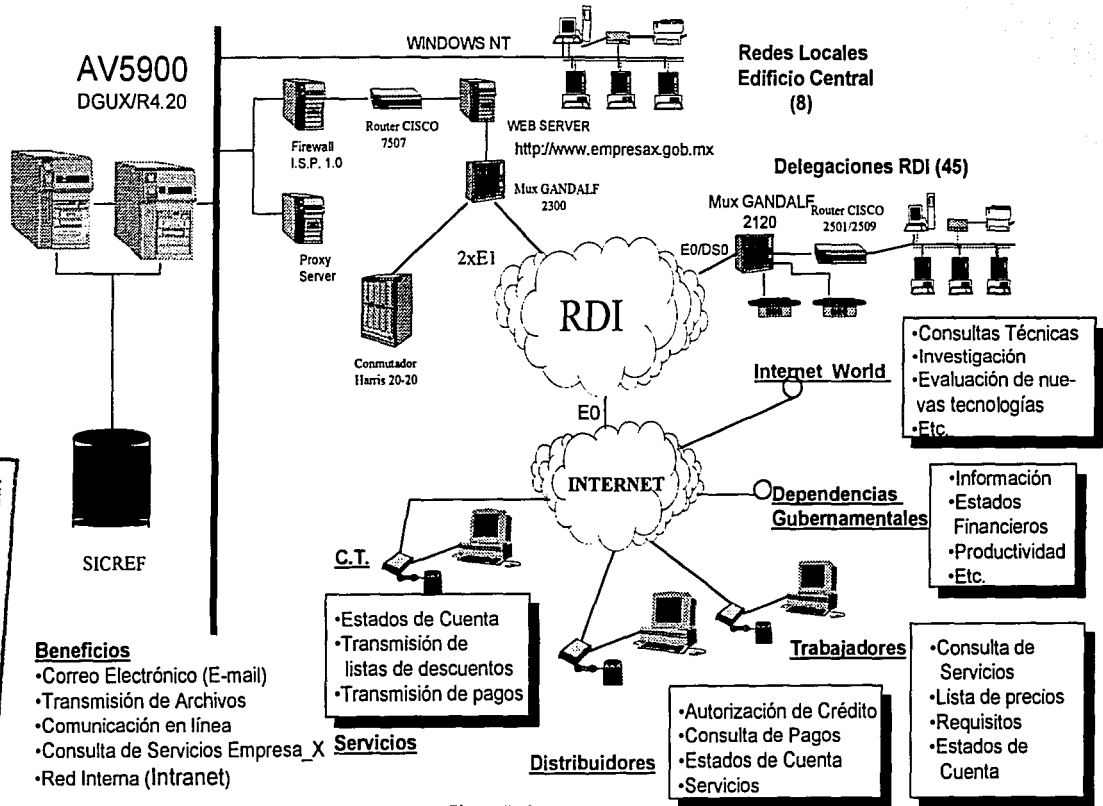 AV5900
DGUX/R4.20
WINDOWS NT
Redes Locales
Edificio Central
(8)
Firewall
I.S.P. 1.0
Router CISCO
7507
WEB SERVER
http://www.empresax.gob.mx
Mux GANDALF
2300
Proxy
Server
2xE1
Conmutador
Harris 20-20
RDI
Delegaciones RDI (45)
Mux GANDALF
2120
Router CISCO
2501/2509
E0/DS0
E0
INTERNET
Internet World
•Consultas Técnicas
•Investigación
•Evaluación de nue-
vas tecnologías
•Etc.
Dependencias
Gubernamentales
•Información
•Estados
Financieros
•Productividad
•Etc.
SICREF
C.T.
•Estados de Cuenta
•Transmisión de
listas de descuentos
•Transmisión de pagos
Servicios
Trabajadores
•Consulta de
Servicios
•Lista de precios
•Requisitos
•Estados de
Cuenta
Distribuidores
•Autorización de Crédito
•Consulta de Pagos
•Estados de Cuenta
•Servicios
Beneficios
•Correo Electrónico (E-mail)
•Transmisión de Archivos
•Comunicación en línea
•Consulta de Servicios Empresa_X
•Red Interna (Intranet)